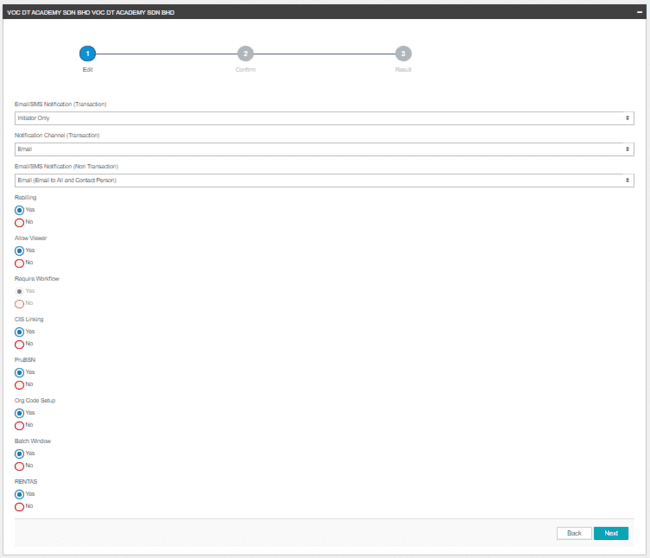 VOC DT ACADEMY SDN BHD VOC DT ACADEMY SDN BHD
1 2 3
Edit Confirm Result
Email/SMS Notification (Transaction)
Initiator Only
Notification Channel (Transaction)
Email
Email/SMS Notification (Non Transaction)
Email (Email to All and Contact Person)
Rebilling
Yes
No
Allow Viewer
Yes
No
Require Workflow
Yes
No
CIS Linking
Yes
No
PruBSN
Yes
No
Org Code Setup
Yes
No
Batch Window
Yes
No
RENTAS
Yes
No
Back Next